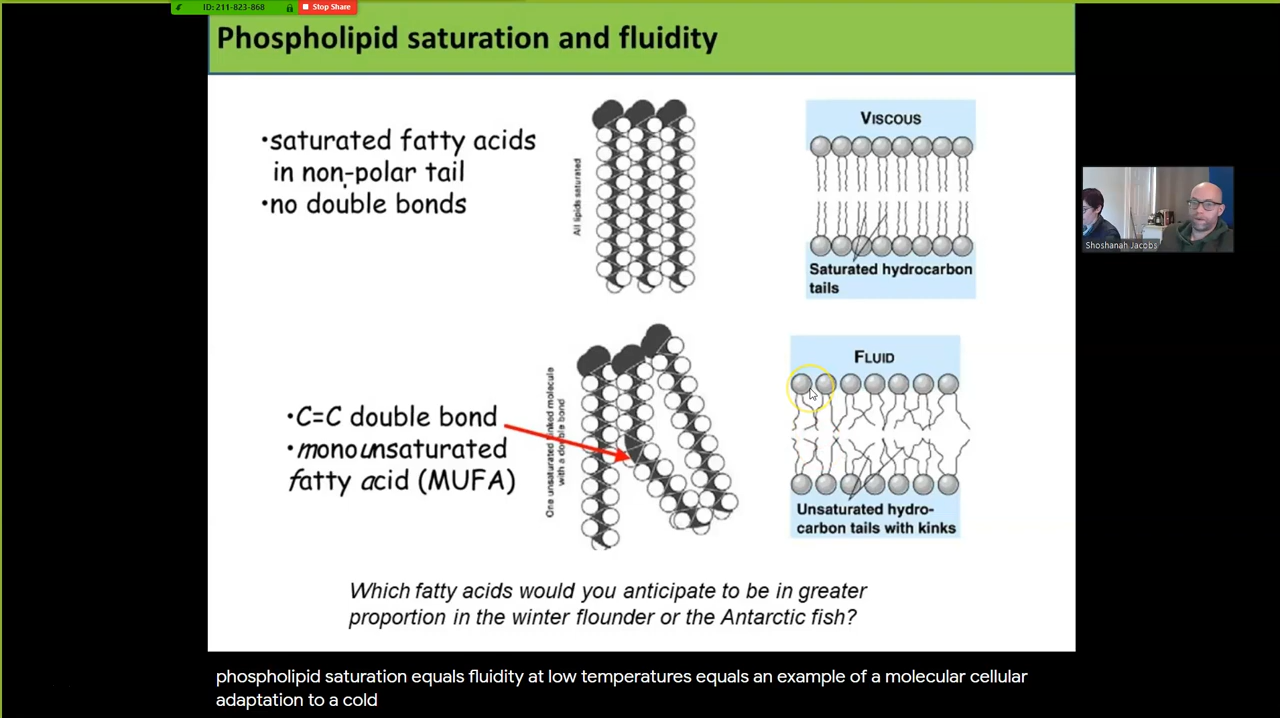 ID: 211-823-868
Stop Share
Phospholipid saturation and fluidity
•saturated fatty acids
in non-polar tail
•no double bonds
All lipids saturated
VISCOUS
Saturated hydrocarbon
tails
Shoshanah Jacobs
•C=C double bond
•monounsaturated
fatty acid (MUFA)
One unsaturated kinked molecule
with a double bond
FLUID
Unsaturated hydro-
carbon tails with kinks
Which fatty acids would you anticipate to be in greater
proportion in the winter flounder or the Antarctic fish?
phospholipid saturation equals fluidity at low temperatures equals an example of a molecular cellular
adaptation to a cold